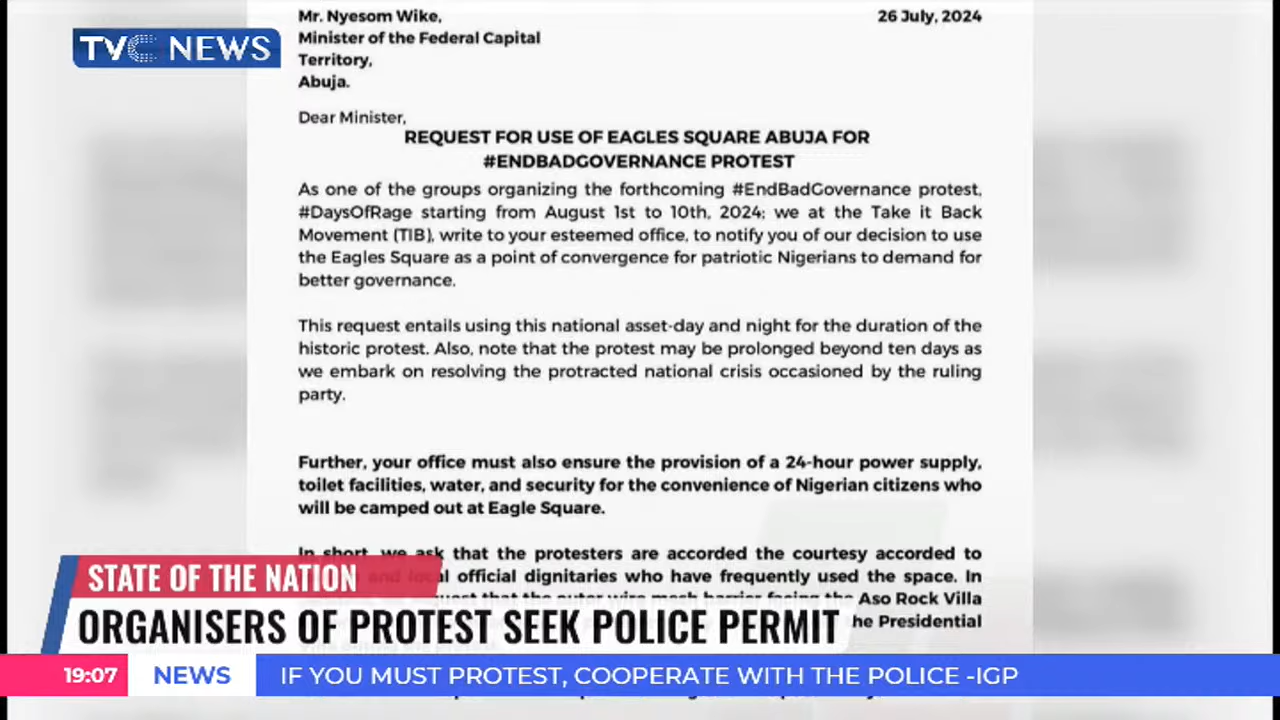 Mr. Nyesom Wike,
26 July, 2024
Minister of the Federal Capital
Territory,
Abuja.
TVC NEWS
Dear Minister,
REQUEST FOR USE OF EAGLES SQUARE ABUJA FOR
#ENDBADGOVERNANCE PROTEST
As one of the groups organizing the forthcoming #EndBadGovernance protest,
#DaysOfRage starting from August 1st to 10th, 2024; we at the Take it Back
Movement (TIB), write to your esteemed office, to notify you of our decision to use
the Eagles Square as a point of convergence for patriotic Nigerians to demand for
better governance.
This request entails using this national asset-day and night for the duration of the
historic protest. Also, note that the protest may be prolonged beyond ten days as
we embark on resolving the protracted national crisis occasioned by the ruling
party.
Further, your office must also ensure the provision of a 24-hour power supply,
toilet facilities, water, and security for the convenience of Nigerian citizens who
will be camped out at Eagle Square.
In short, we ask that the protesters are accorded the courtesy accorded to
official dignitaries who have frequently used the space. In
that the outer wire mesh barrier facing the Aso Rock Villa
the Presidential
STATE OF THE NATION
ORGANISERS OF PROTEST SEEK POLICE PERMIT
19:07 NEWS IF YOU MUST PROTEST, COOPERATE WITH THE POLICE -IGP